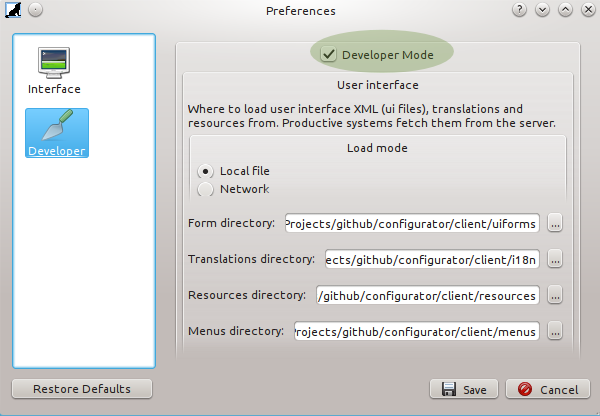 Preferences
Interface
Developer
Developer Mode
User interface
Where to load user interface XML (ui files), translations and
resources from. Productive systems fetch them from the server.
Load mode
Local file
Network
Form directory: Projects/github/configurator/client/uiforms ...
Translations directory: ects/github/configurator/client/i18n ...
Resources directory: /github/configurator/client/resources ...
Menus directory: rojects/github/configurator/client/menus ...
Restore Defaults
Save
Cancel